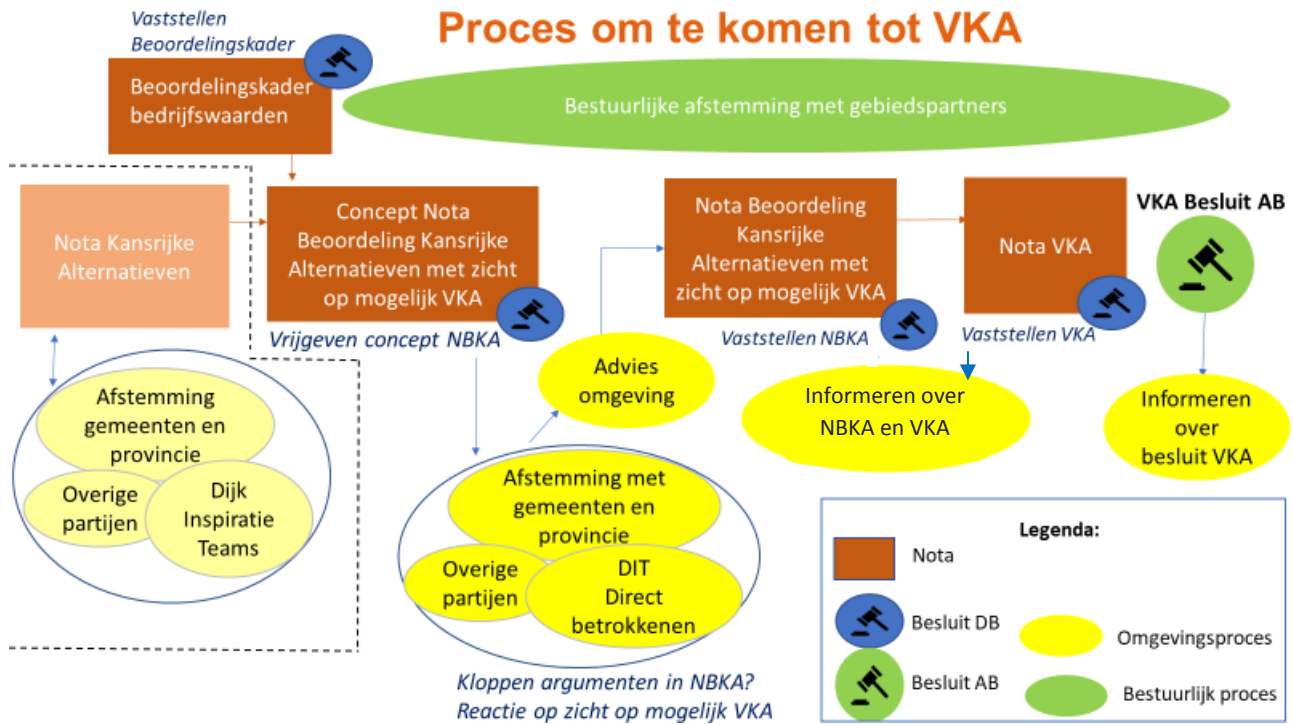 Vaststellen
Beoordelingskader
Proces om te komen tot VKA
Beoordelingskader
bedrijfswaarden
Bestuurlijke afstemming met gebiedspartners
Nota Kansrijke
Alternatieven
Concept Nota
Beoordeling Kansrijke
Alternatieven met zicht
op mogelijk VKA
Vrijgeven concept NBKA
Nota Beoordeling
Kansrijke
Alternatieven met
zicht op mogelijk VKA
Vaststellen NBKA
Nota VKA
Vaststellen VKA
VKA Besluit AB
Afstemming
gemeenten en
provincie
Overige
partijen
Dijk
Inspiratie
Teams
Advies
omgeving
Informeren over
NBKA en VKA
Informeren
over
besluit VKA
Afstemming met
gemeenten en
provincie
Overige
partijen
DIT
Direct
betrokkenen
Kloppen argumenten in NBKA?
Reactie op zicht op mogelijk VKA
Legenda:
Nota
Besluit DB
Besluit AB
Omgevingsproces
Bestuurlijk proces